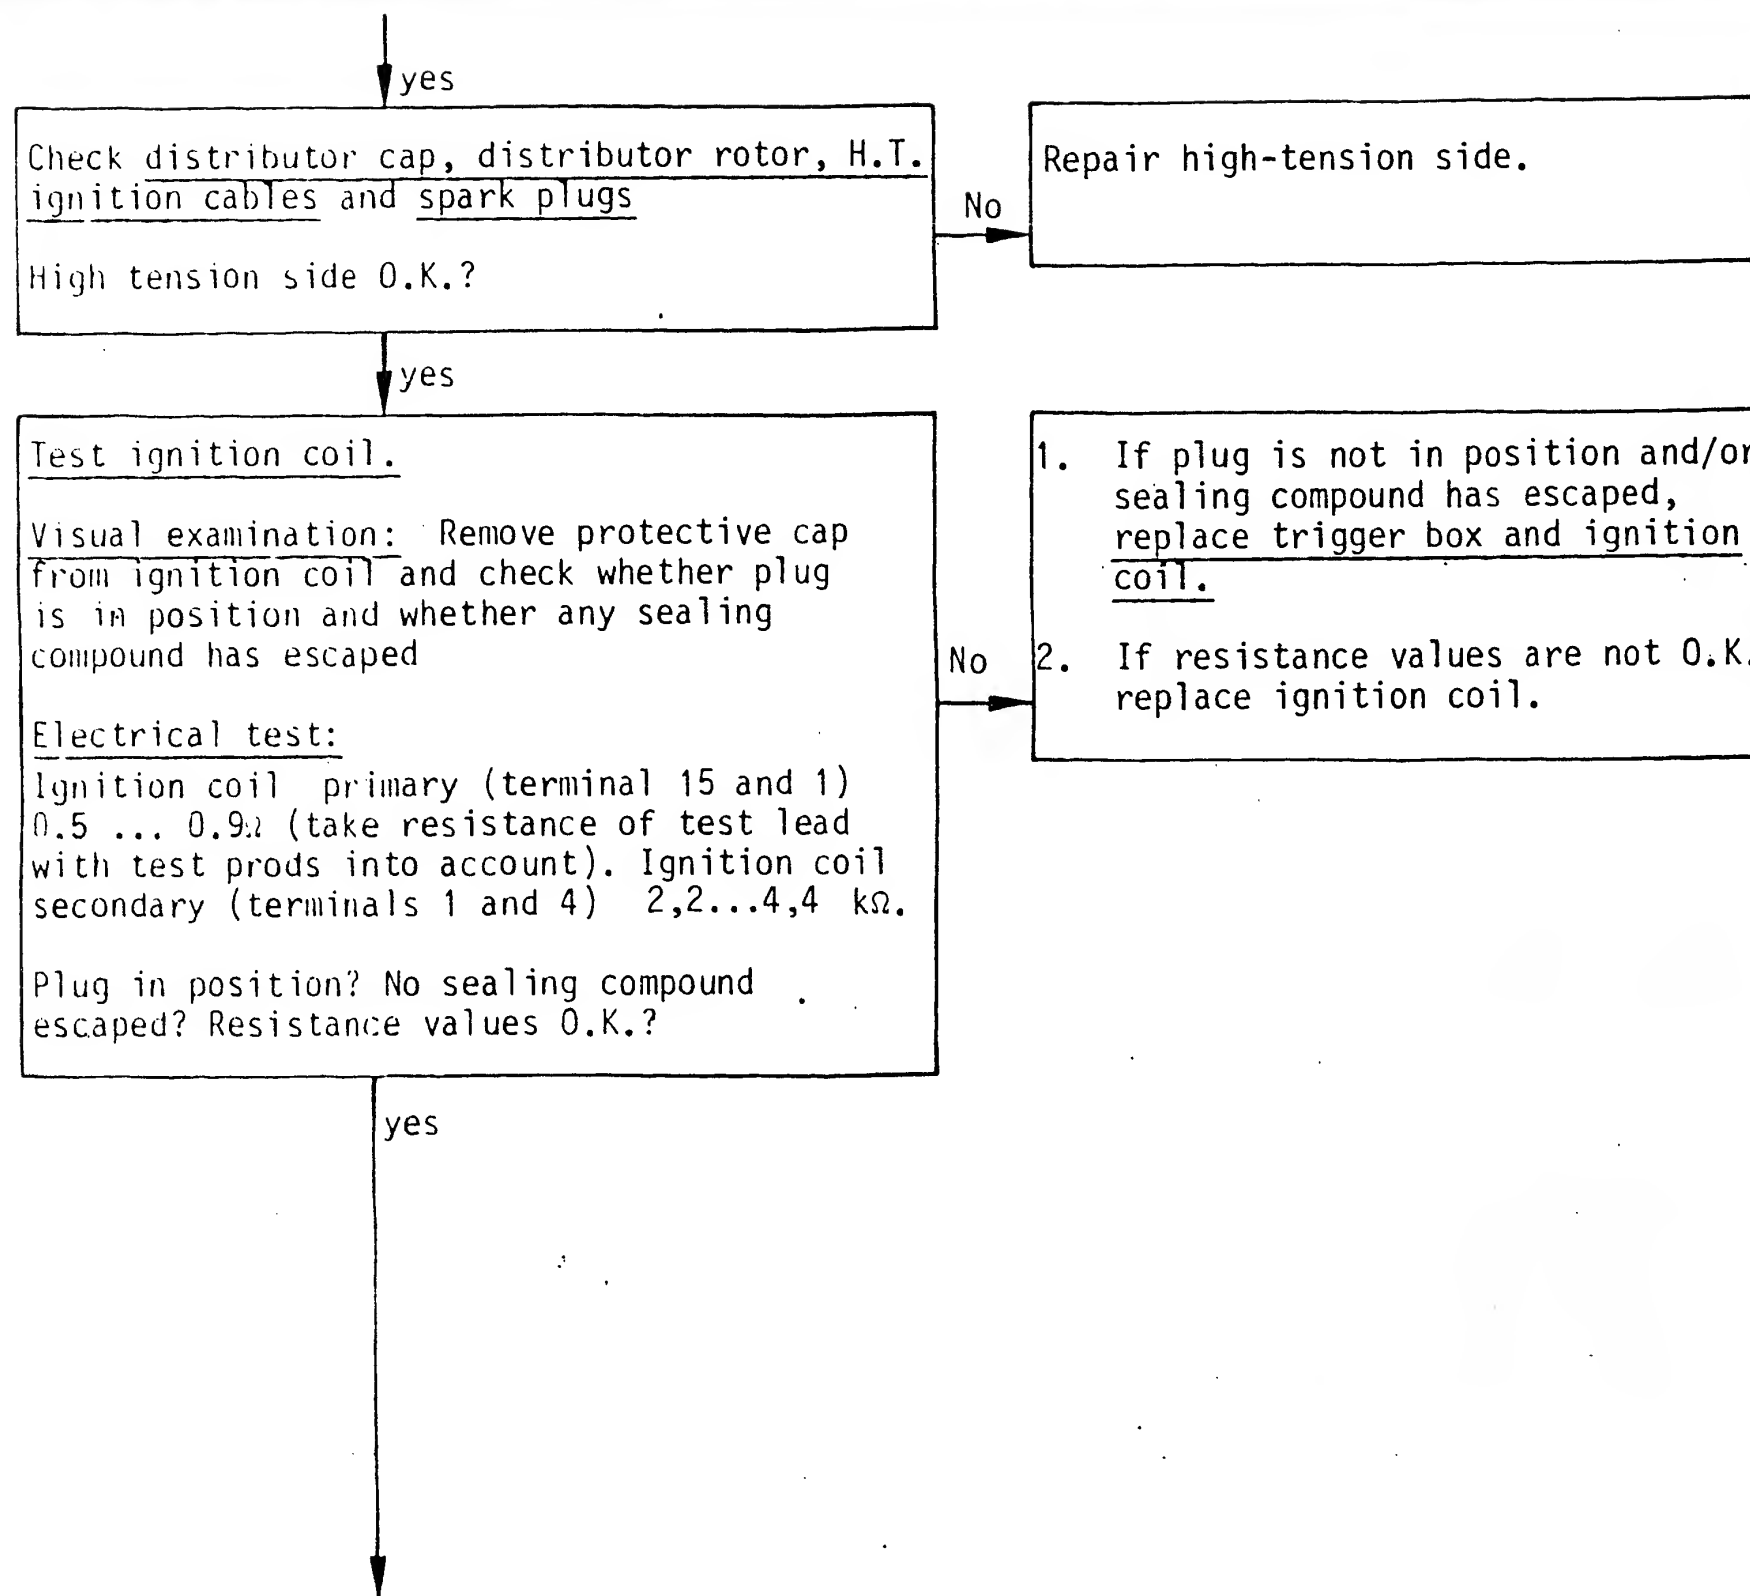 yes
Check distributor cap, distributor rotor, H.T.
ignition cables and spark plugs
High tension side O.K.?
No
Repair high-tension side.
yes
Test ignition coil.
Visual examination: Remove protective cap
from ignition coil and check whether plug
is in position and whether any sealing
compound has escaped
Electrical test:
Ignition coil primary (terminal 15 and 1)
0.5 ... 0.9Ω (take resistance of test lead
with test prods into account). Ignition coil
secondary (terminals 1 and 4) 2,2...4,4 kΩ.
Plug in position? No sealing compound
escaped? Resistance values O.K.?
No
1. If plug is not in position and/or
sealing compound has escaped,
replace trigger box and ignition
coil.
2. If resistance values are not O.K.
replace ignition coil.
yes